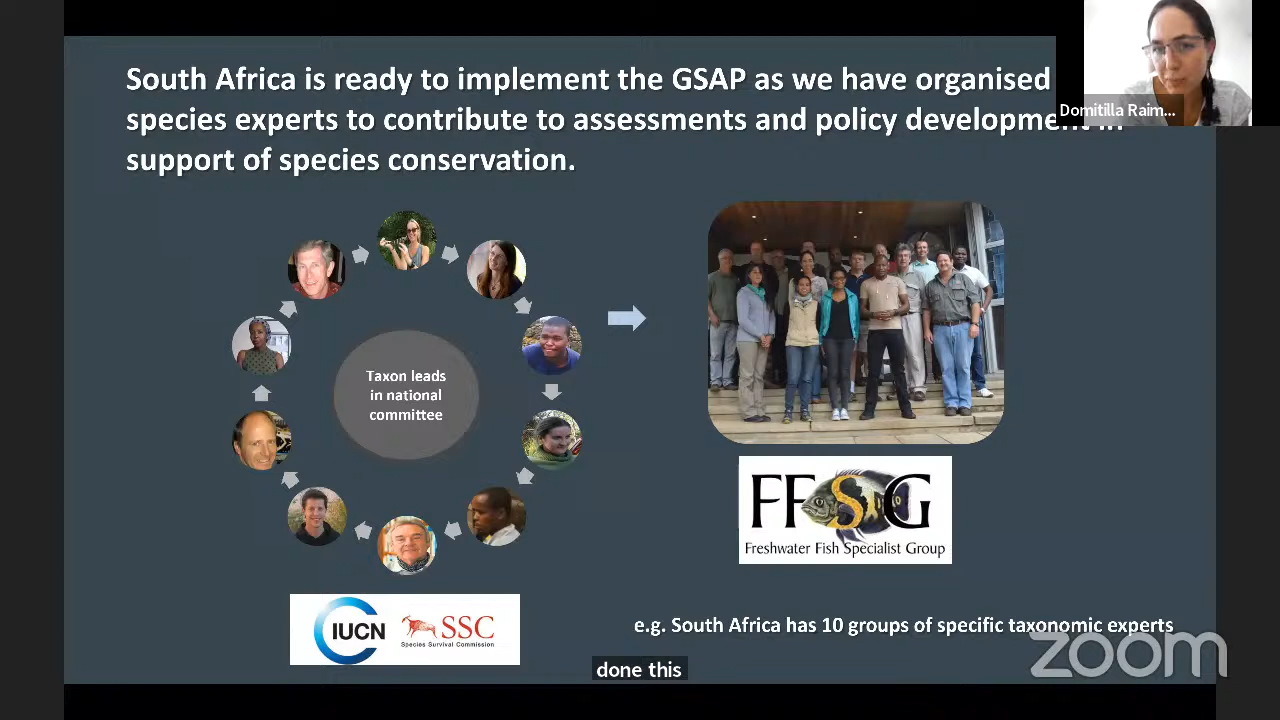 South Africa is ready to implement the GSAP as we have organised
species experts to contribute to assessments and policy development in
support of species conservation.
Domitilla Raim...
Taxon leads
in national
committee
FFSG
Freshwater Fish Specialist Group
IUCN
SSC
Species Survival Commission
e.g. South Africa has 10 groups of specific taxonomic experts
zoom
done this